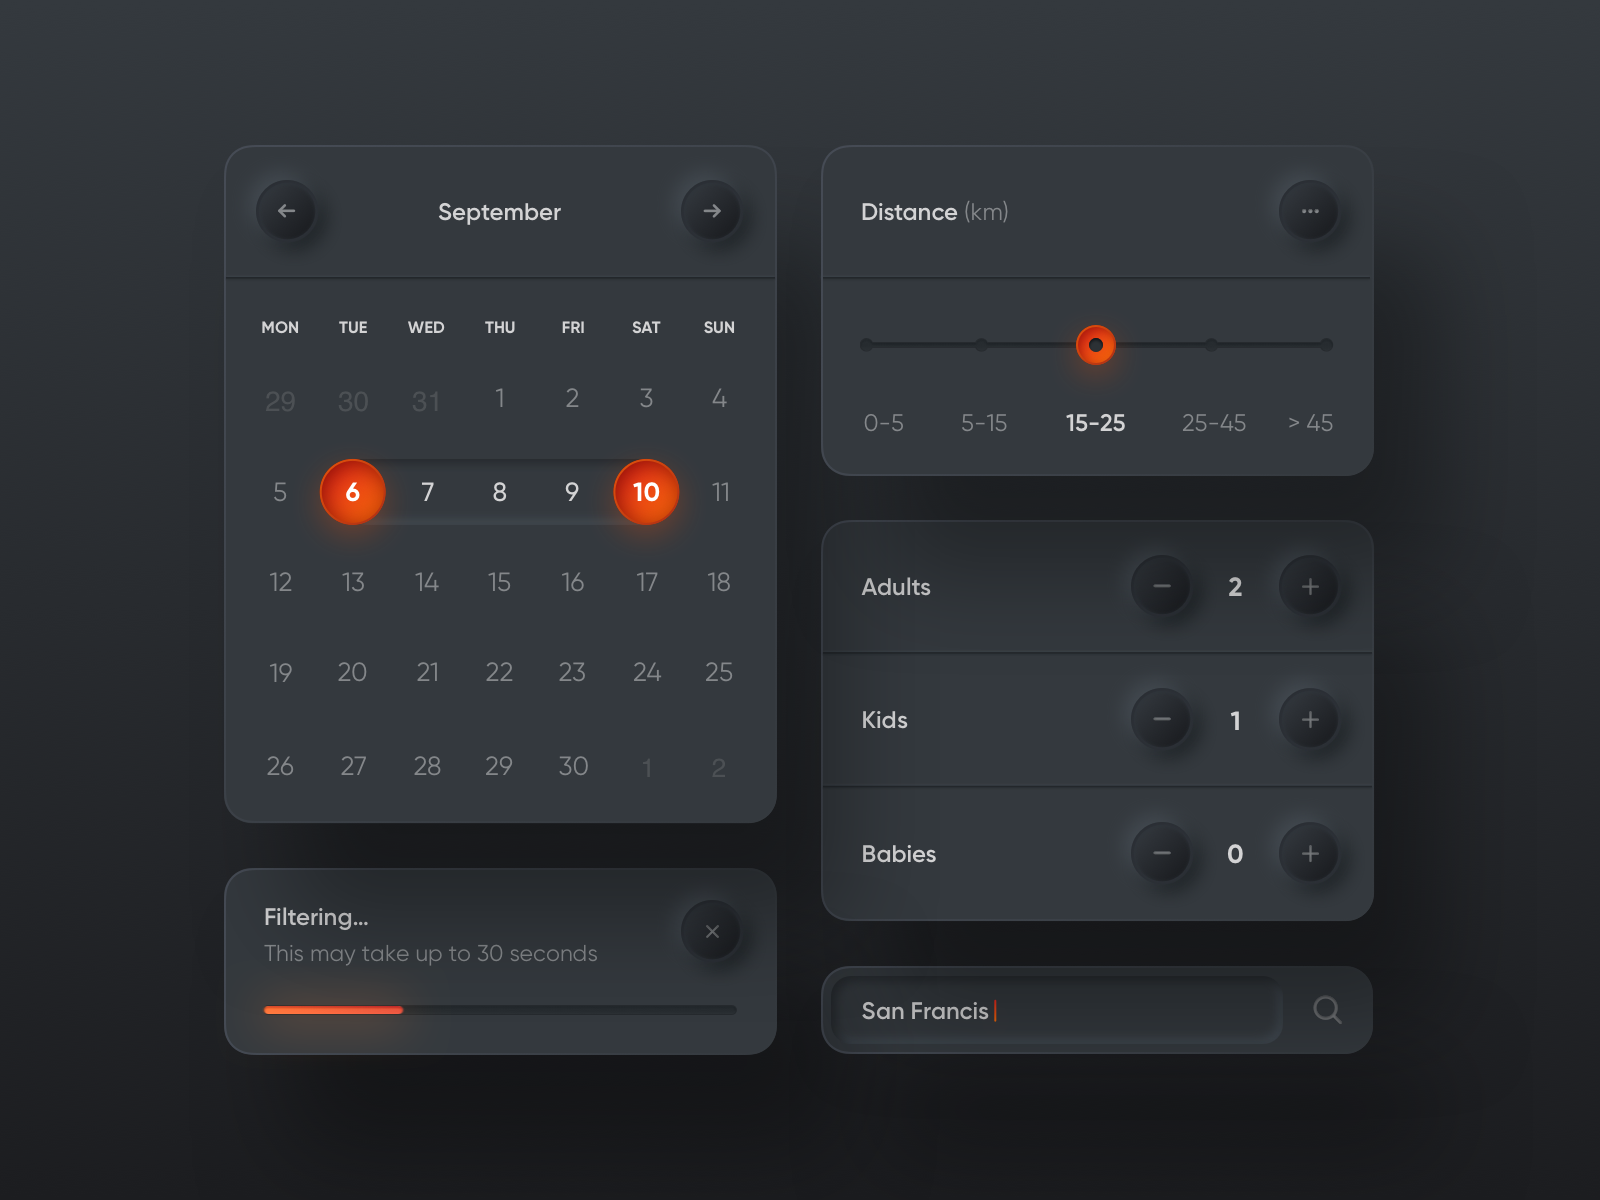 September
MON TUE WED THU FRI SAT SUN
29 30 31 1 2 3 4
5 6 7 8 9 10 11
12 13 14 15 16 17 18
19 20 21 22 23 24 25
26 27 28 29 30 1 2
Filtering...
This may take up to 30 seconds
Distance (km)
0-5 5-15 15-25 25-45 > 45
Adults 2
Kids 1
Babies 0
San Francis